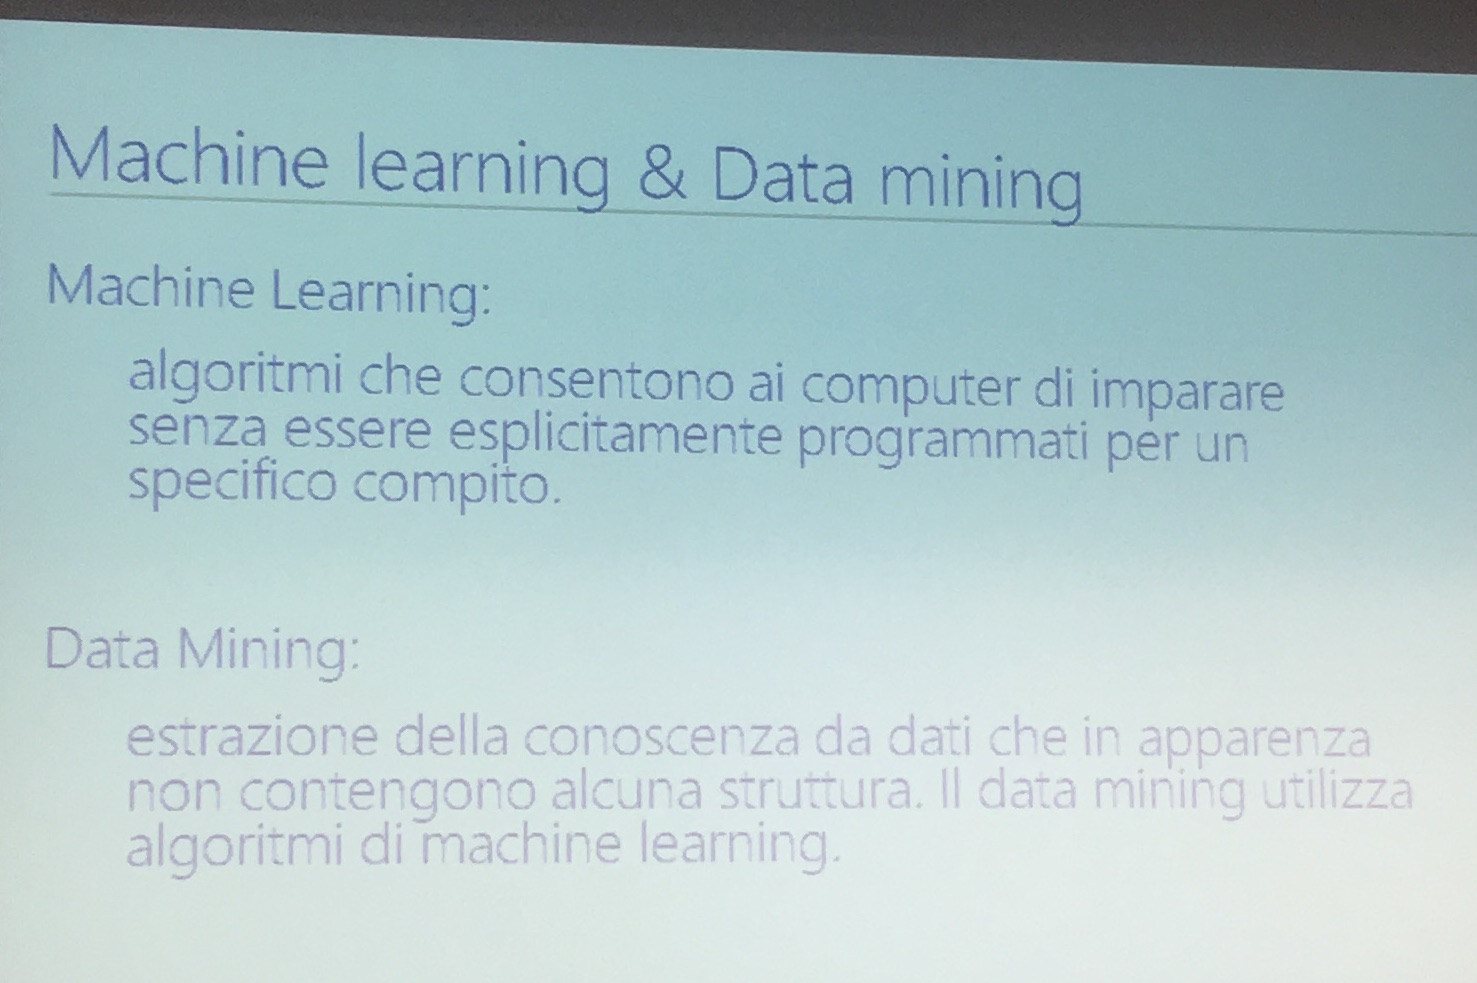 Machine learning & Data mining
Machine Learning:
algoritmi che consentono ai computer di imparare
senza essere esplicitamente programmati per un
specifico compito.
Data Mining:
estrazione della conoscenza da dati che in apparenza
non contengono alcuna struttura. Il data mining utilizza
algoritmi di machine learning.